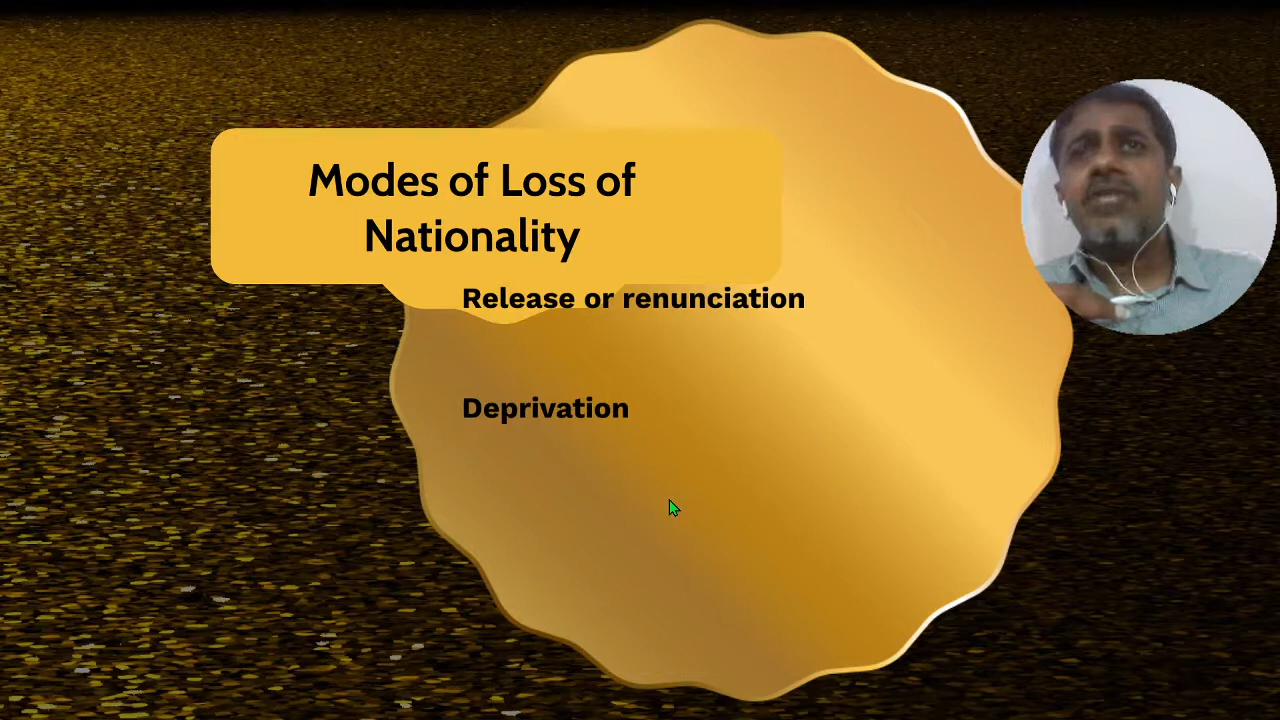 Modes of Loss of
Nationality
Release or renunciation
Deprivation